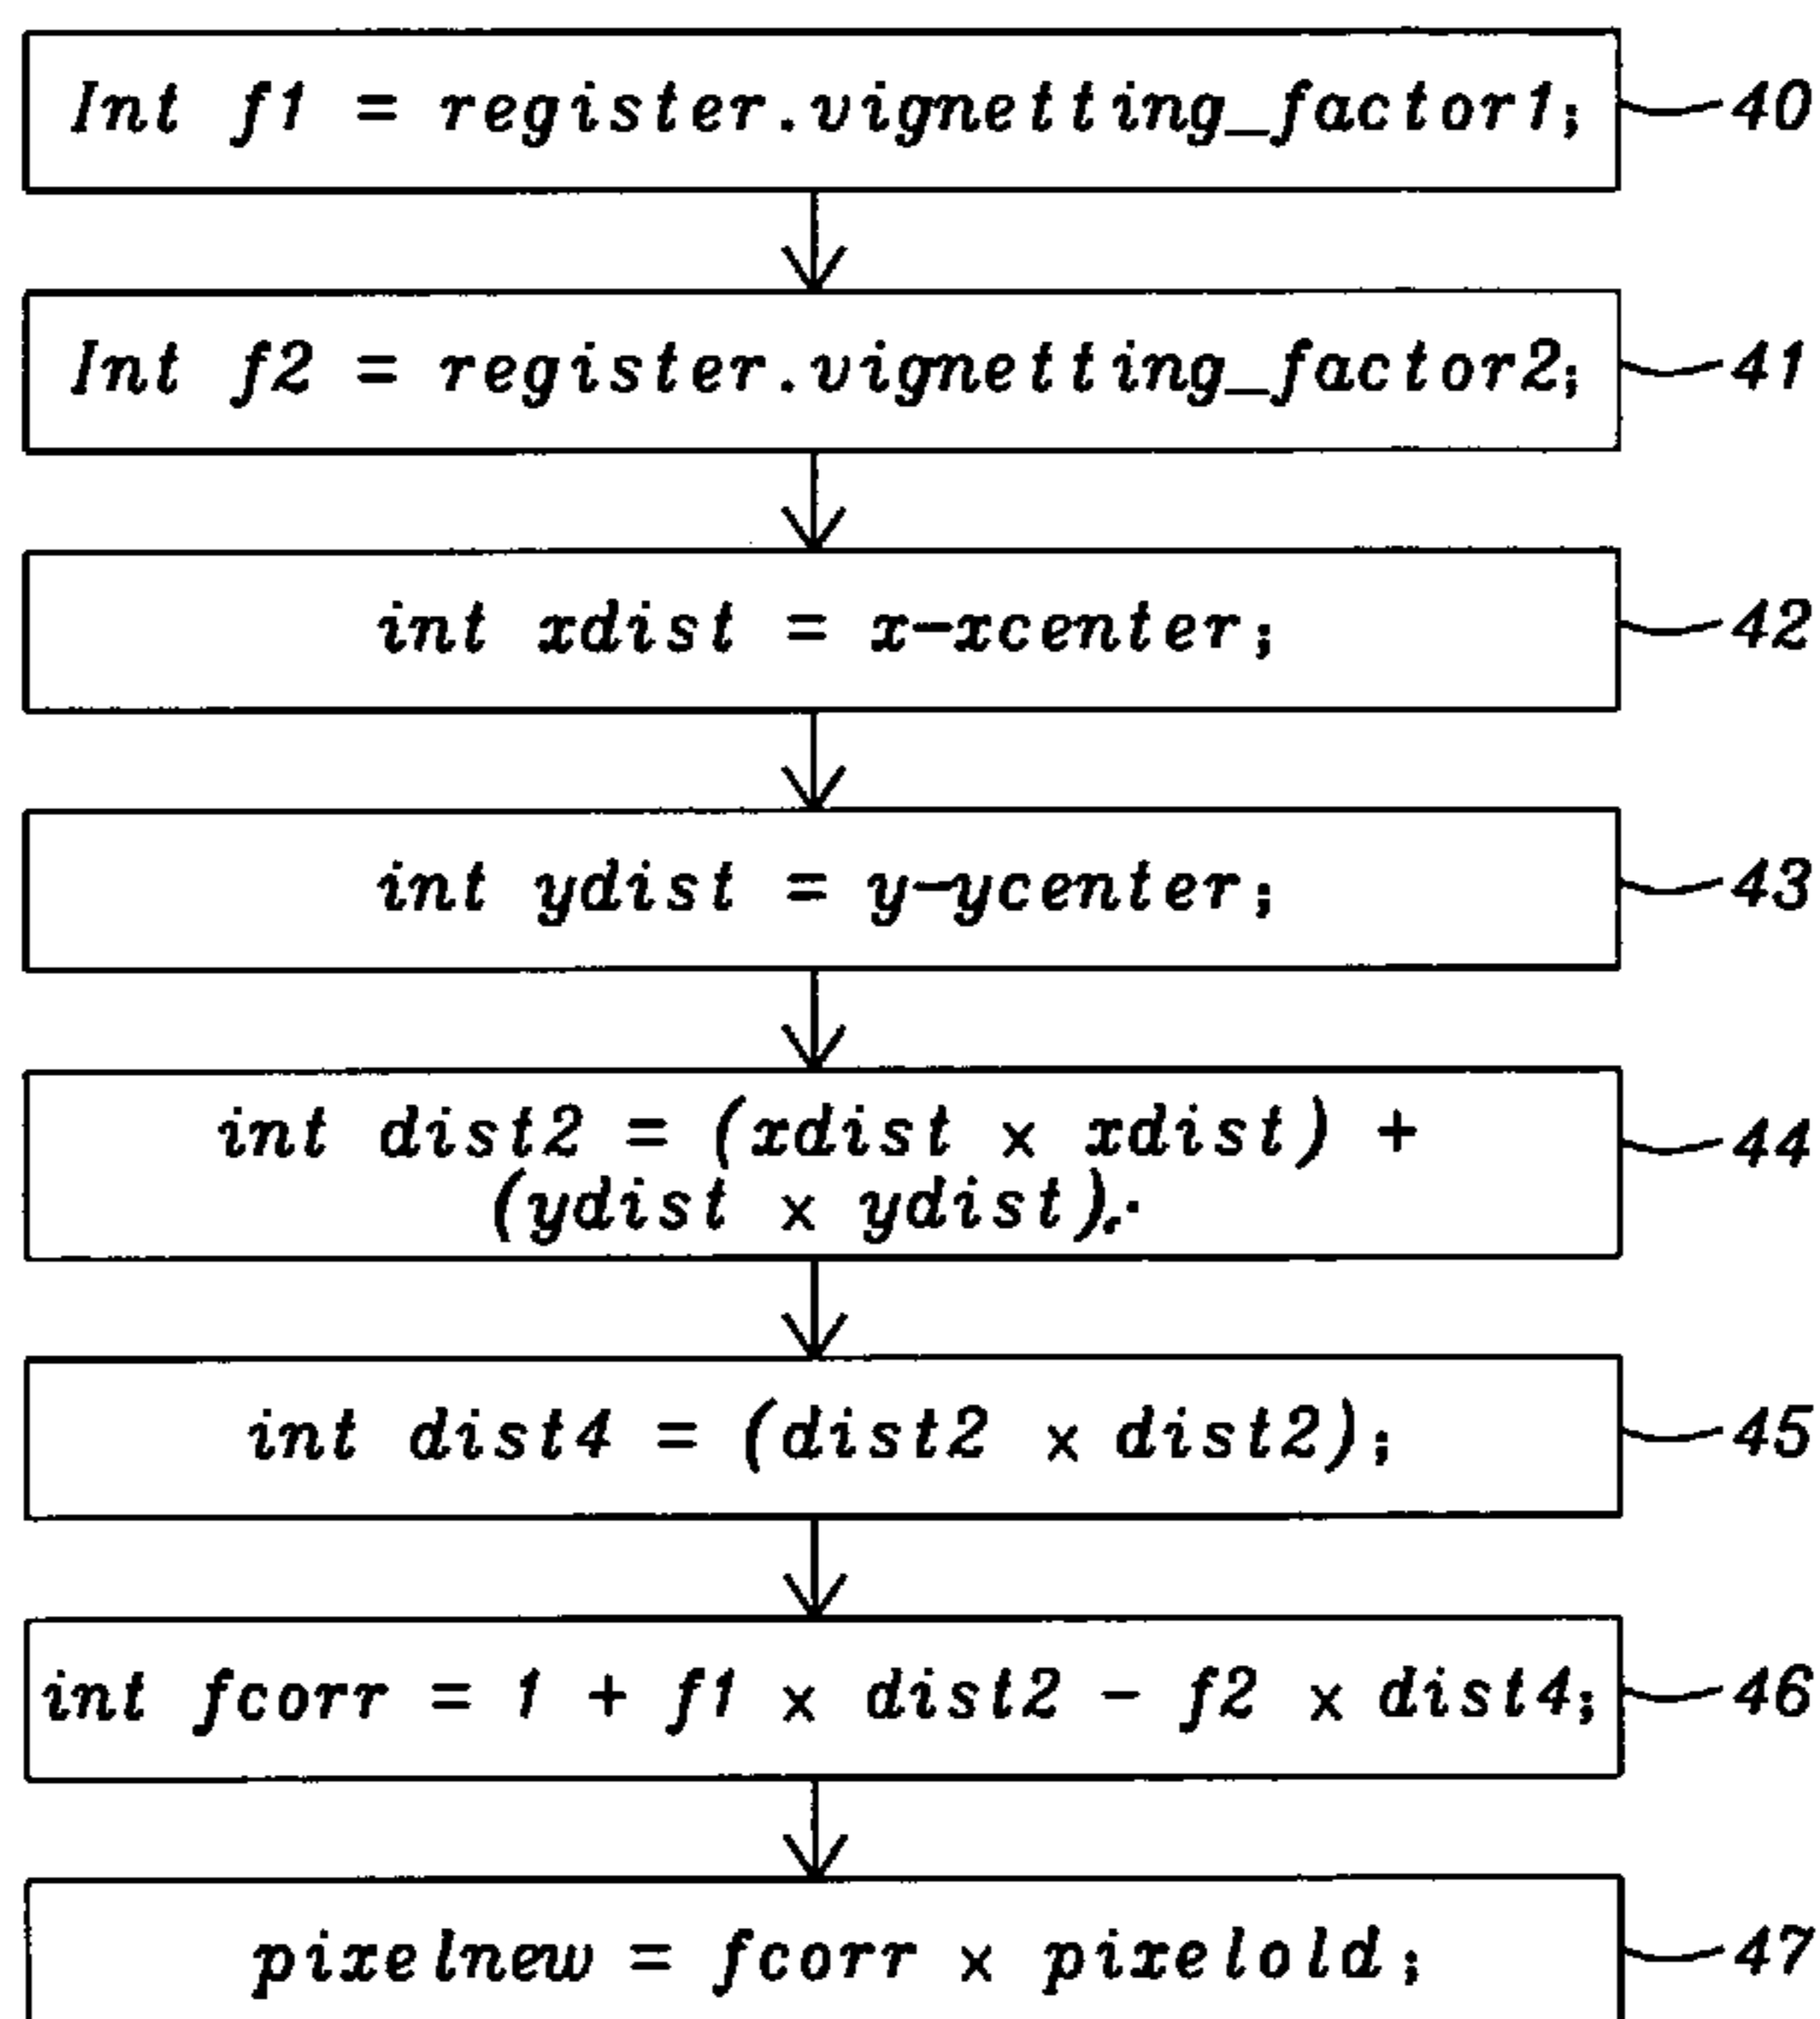 Int f1 = register.vignetting_factor1; 40
Int f2 = register.vignetting_factor2; 41
int xdist = x-xcenter; 42
int ydist = y-ycenter; 43
int dist2 = (xdist x xdist) + 44
(ydist x ydist);
int dist4 = (dist2 x dist2); 45
int fcorr = 1 + f1 x dist2 - f2 x dist4; 46
pixelnew = fcorr x pixelold; 47